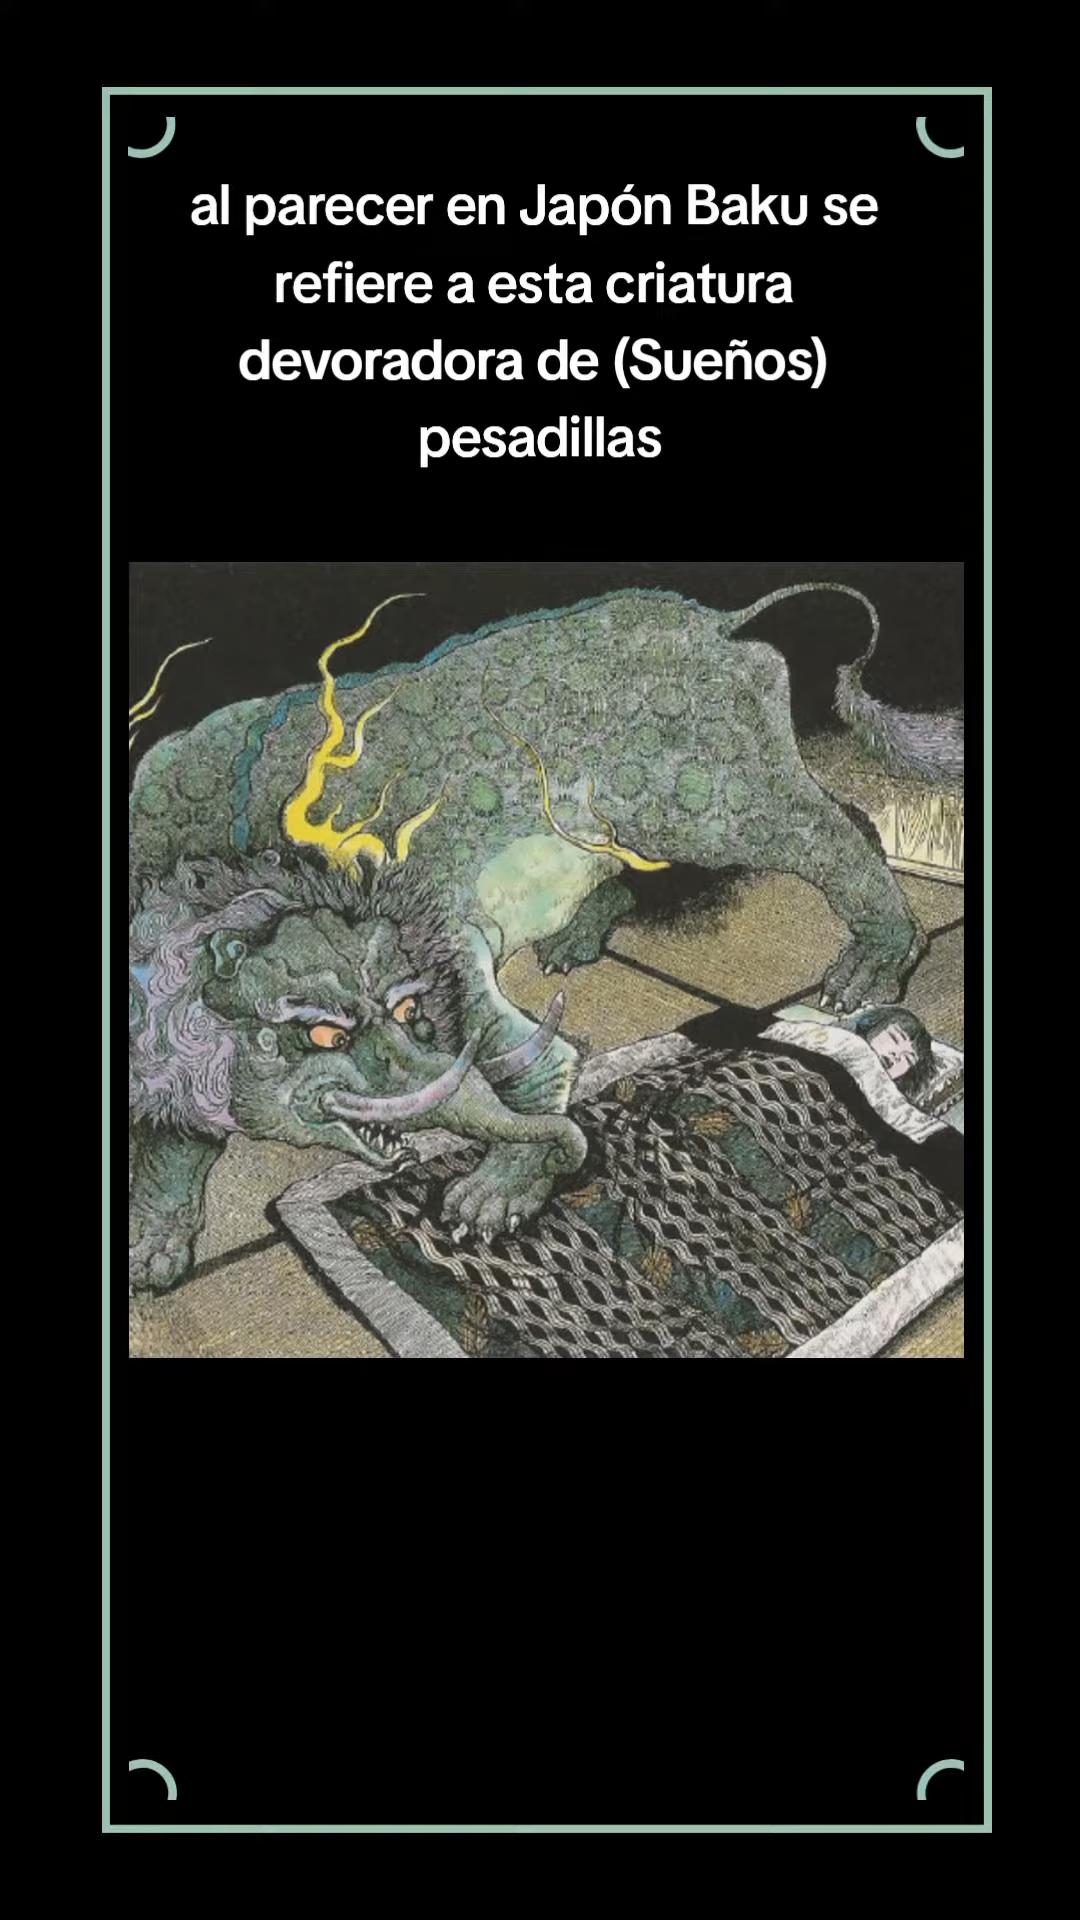 al parecer en Japón Baku se
refiere a esta criatura
devoradora de (Sueños)
pesadillas